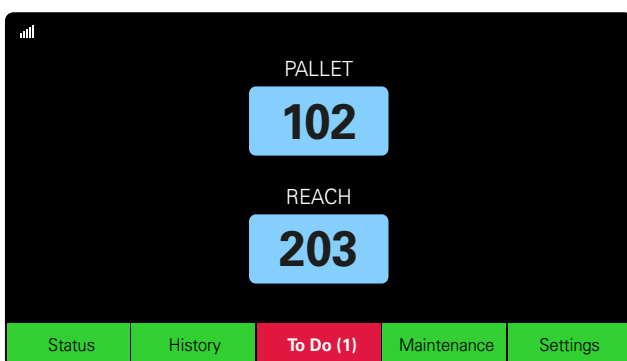 PALLET
102
REACH
203
Status History To Do (1) Maintenance Settings